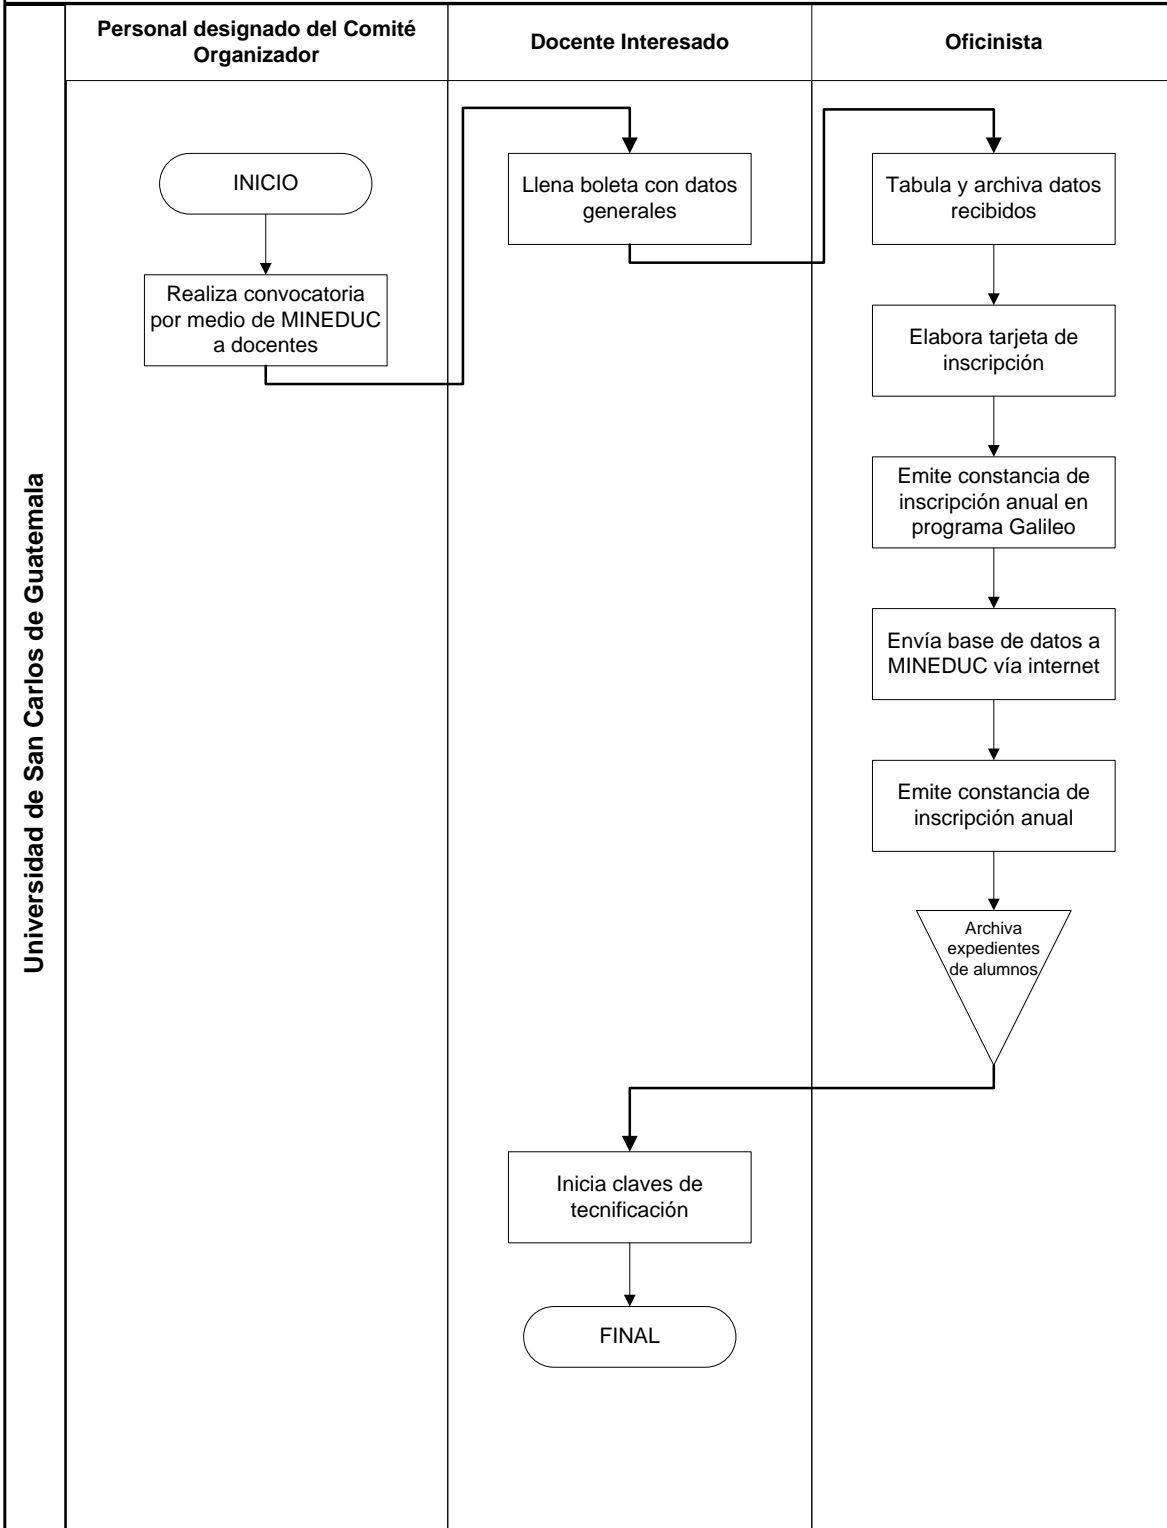 Personal designado del Comité
Organizador
Docente Interesado
Oficinista
Universidad de San Carlos de Guatemala
INICIO
Realiza convocatoria
por medio de MINEDUC
a docentes
Llena boleta con datos
generales
Tabula y archiva datos
recibidos
Elabora tarjeta de
inscripción
Emite constancia de
inscripción anual en
programa Galileo
Envía base de datos a
MINEDUC vía internet
Emite constancia de
inscripción anual
Archiva
expedientes
de alumnos
Inicia claves de
tecnificación
FINAL